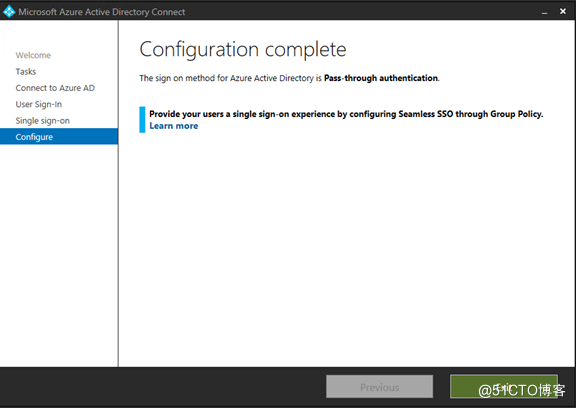 Microsoft Azure Active Directory Connect
Welcome
Tasks
Connect to Azure AD
User Sign-In
Single sign-on
Configure
Configuration complete
The sign on method for Azure Active Directory is Pass-through authentication.
Provide your users a single sign-on experience by configuring Seamless SSO through Group Policy.
Learn more
Previous
@51CTO博客